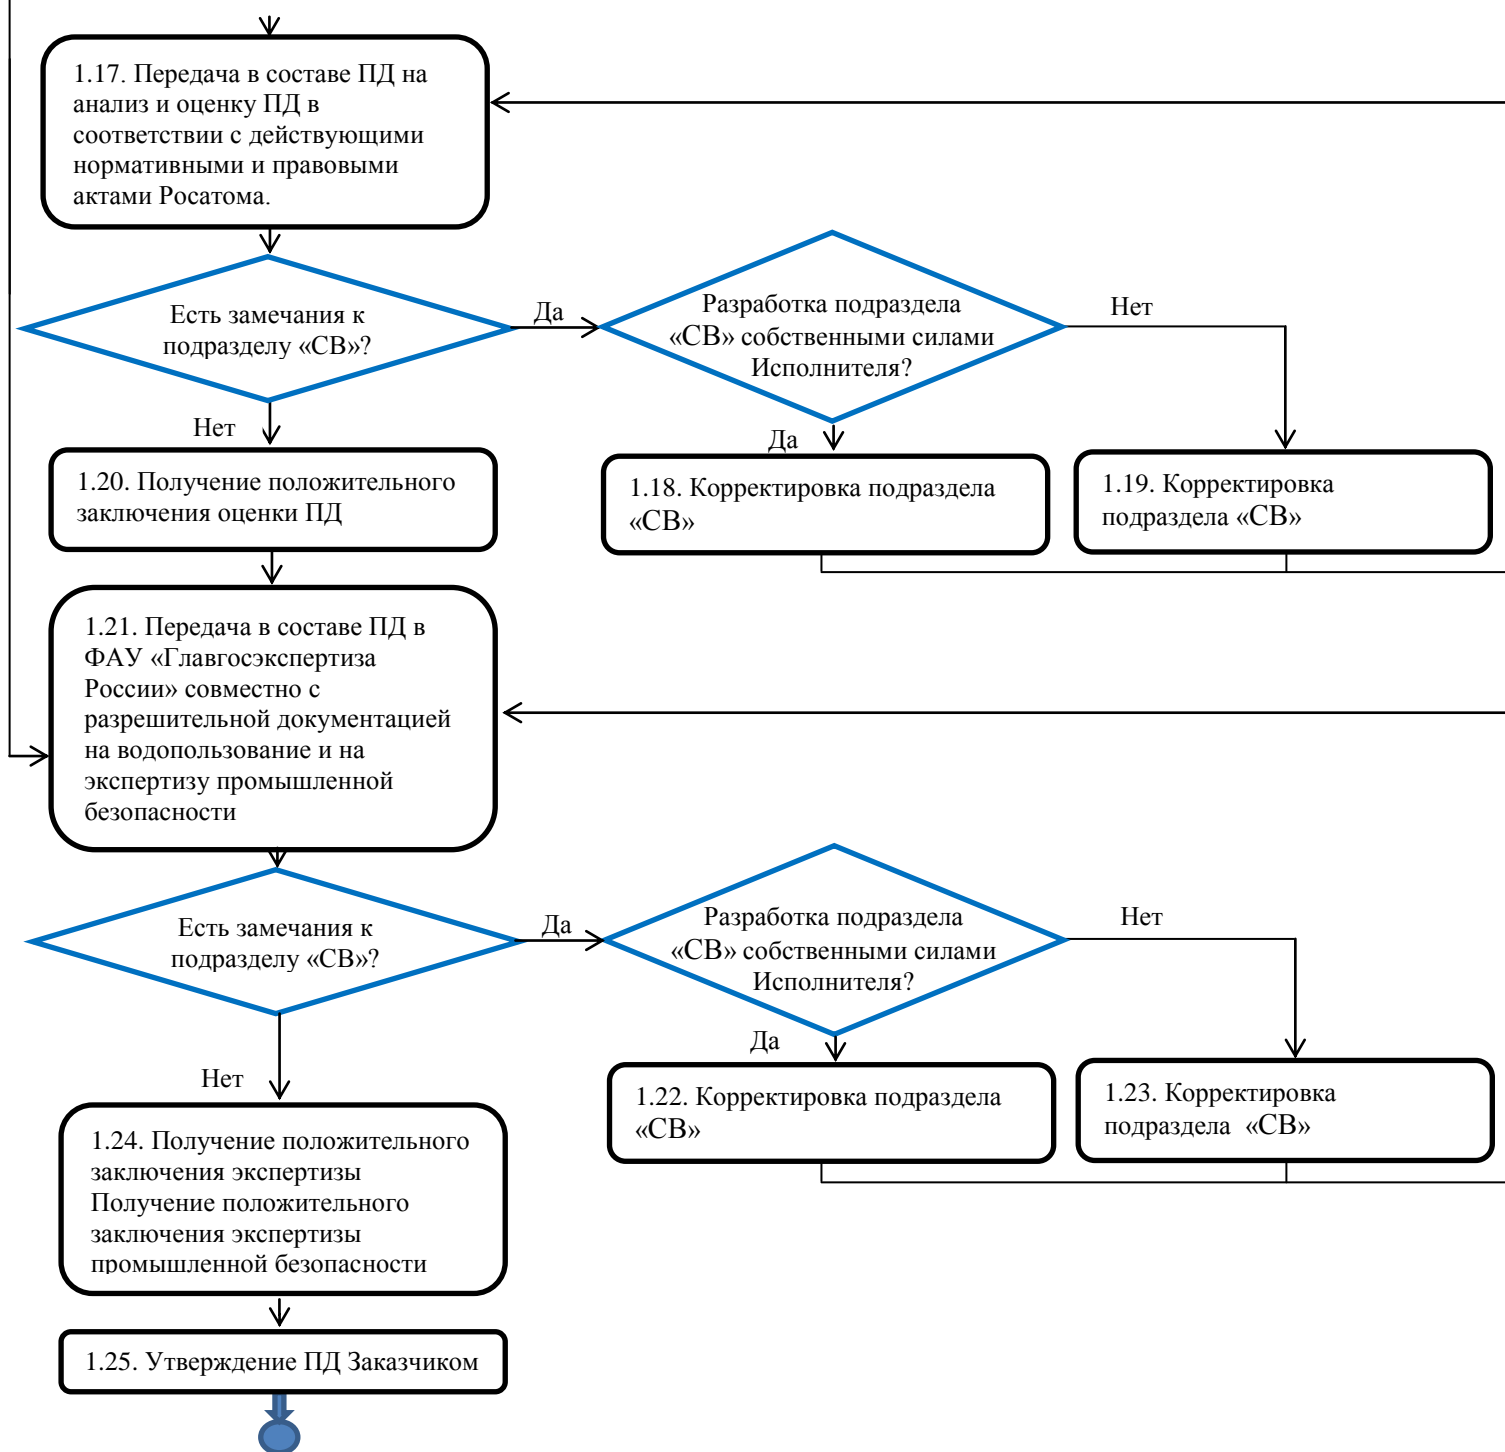 1.17. Передача в составе ПД на
анализ и оценку ПД в
соответствии с действующими
нормативными и правовыми
актами Росатома.
Есть замечания к
подразделу «СВ»?
Да
Разработка подраздела
«СВ» собственными силами
Исполнителя?
Нет
Нет
Да
1.20. Получение положительного
заключения оценки ПД
1.18. Корректировка подраздела
«СВ»
1.19. Корректировка
подраздела «СВ»
1.21. Передача в составе ПД в
ФАУ «Главгосэкспертиза
России» совместно с
разрешительной документацией
на водопользование и на
экспертизу промышленной
безопасности
Есть замечания к
подразделу «СВ»?
Да
Разработка подраздела
«СВ» собственными силами
Исполнителя?
Нет
Нет
Да
1.22. Корректировка подраздела
«СВ»
1.23. Корректировка
подраздела «СВ»
1.24. Получение положительного
заключения экспертизы
Получение положительного
заключения экспертизы
промышленной безопасности
1.25. Утверждение ПД Заказчиком